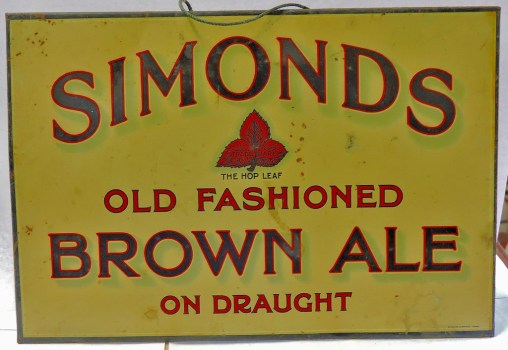 SIMONDS
THE HOP LEAF
OLD FASHIONED
BROWN ALE
ON DRAUGHT